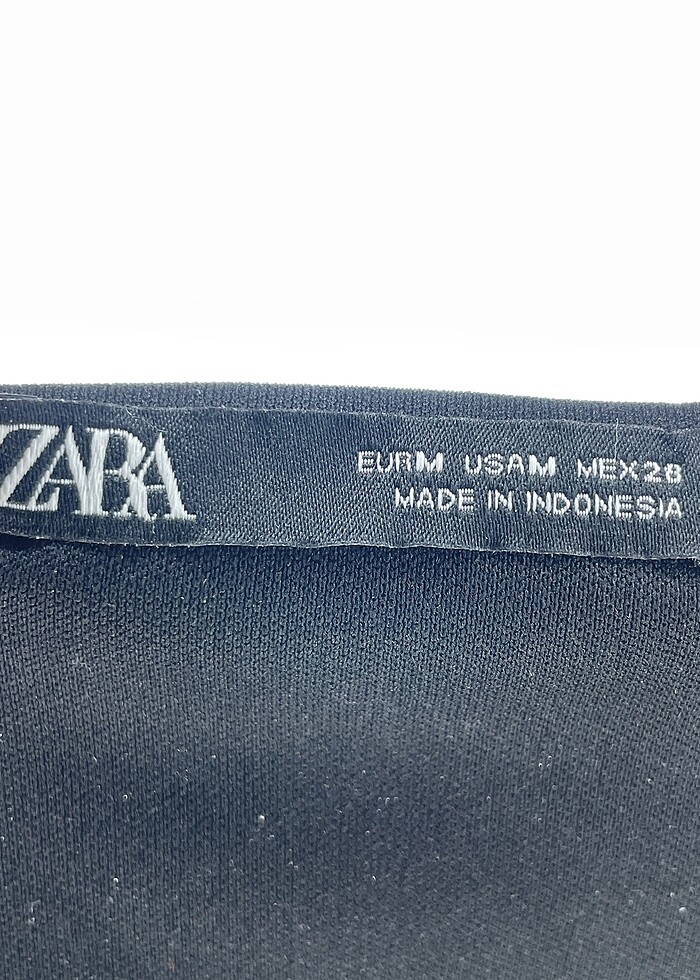 ZARA
EUR M USA M MEX 28
MADE IN INDONESIA